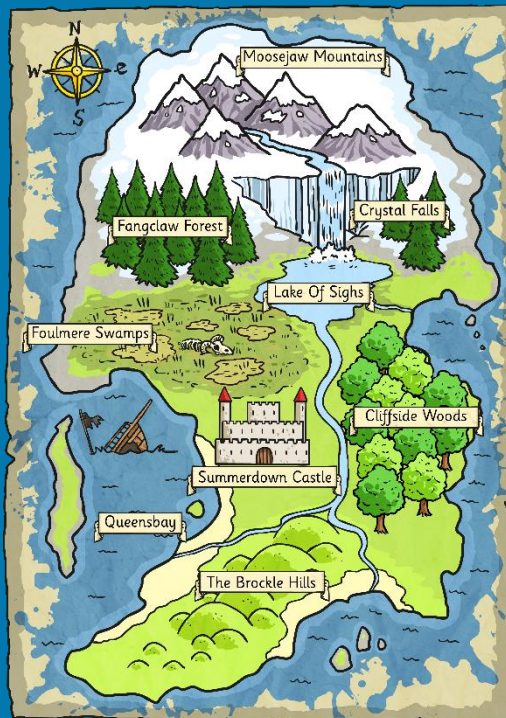 N
W e
S
Moosejaw Mountains
Crystal Falls
Fangclaw Forest
Lake Of Sighs
Foulmere Swamps
Cliffside Woods
Summerdown Castle
Queensbay
The Brockle Hills